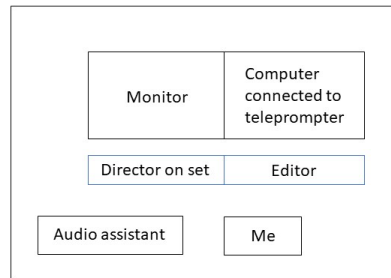 Monitor
Computer
connected to
teleprompter
Director on set
Editor
Audio assistant
Me